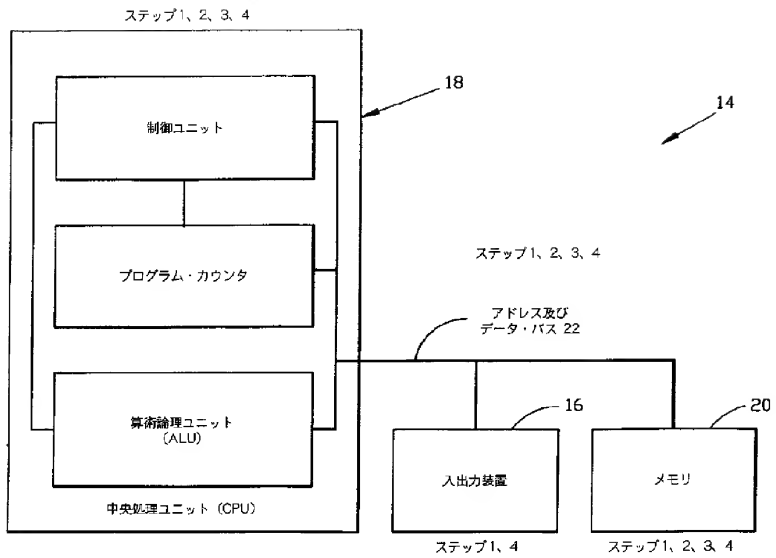 ステップ1、2、3、4
18
14
制御ユニット
プログラム・カウンタ
ステップ1、2、3、4
アドレス及び
データ・バス 22
算術論理ユニット
(ALU)
16
20
入出力装置
メモリ
中央処理ユニット (CPU)
ステップ1、4
ステップ1、2、3、4